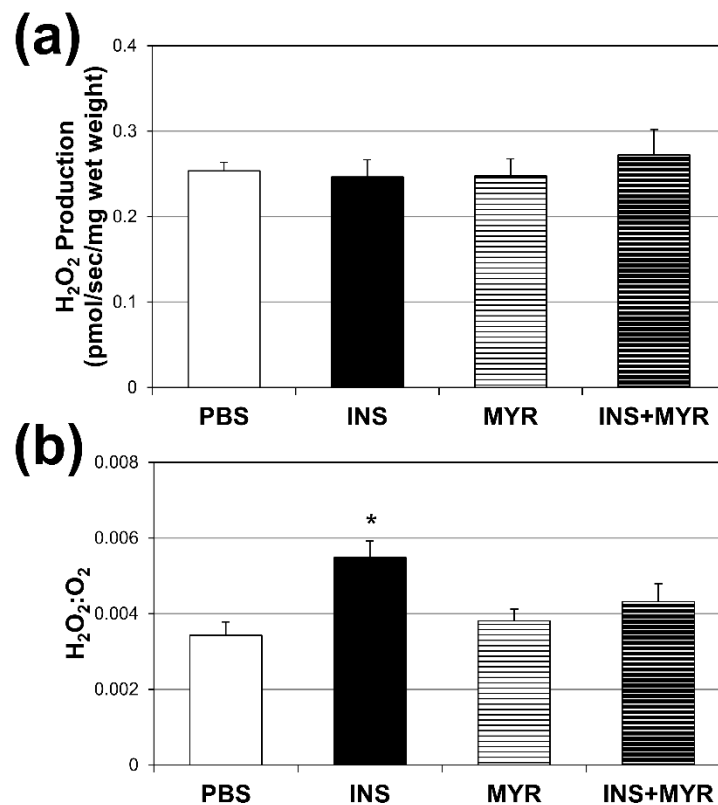 (a)
H₂O₂ Production
(pmol/sec/mg wet weight)
0.4
0.3
0.2
0.1
0
PBS INS MYR INS+MYR
(b)
H₂O₂:O₂
0.008
0.006
0.004
0.002
0
*
PBS INS MYR INS+MYR